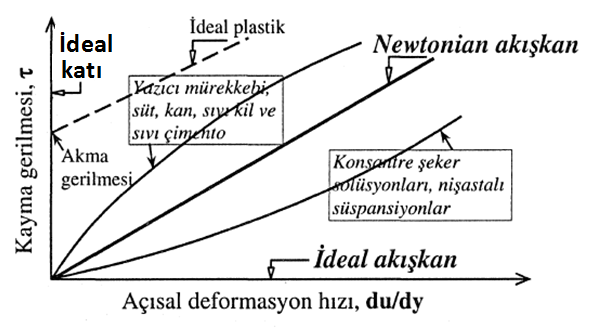 İdeal
katı
İdeal plastik
Newtonian akışkan
Yazıcı mürekkebi,
süt, kan, sıvı kil ve
sıvı çimento
Akma
gerilmesi
Konsantre şeker
solüsyonları, nişastalı
süspansiyonlar
İdeal akışkan
Kayma gerilmesi, τ
Açısal deformasyon hızı, du/dy